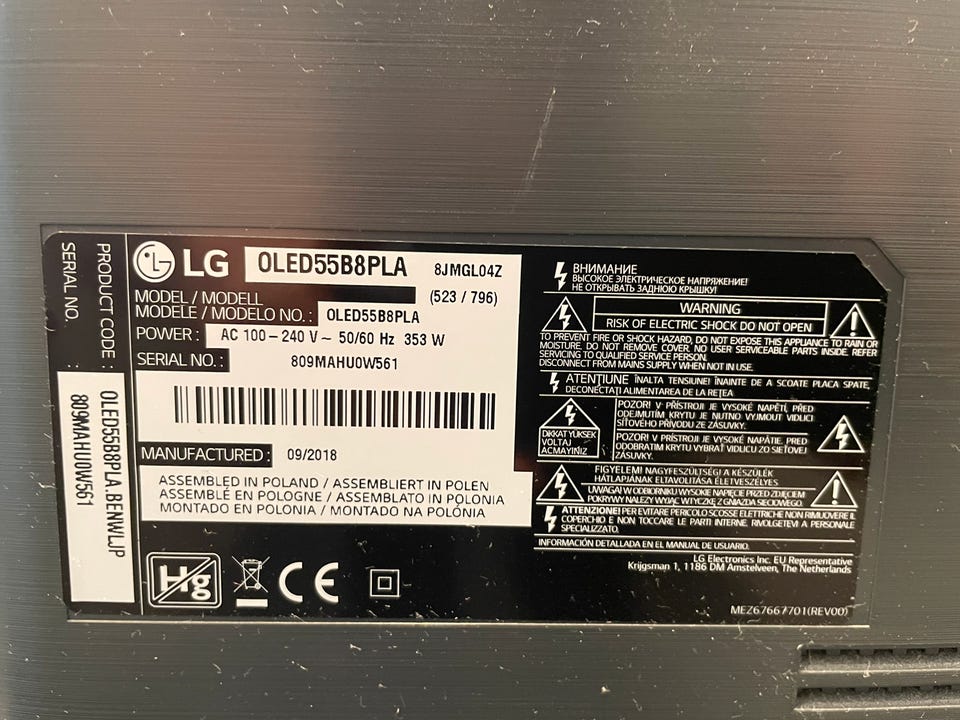 PRODUCT CODE :
SERIAL NO.
OLED55B8PLA.BENWLJP
809MAHU0W561
LG
OLED55B8PLA
8JMGL04Z
(523 / 796)
MODEL / MODELL
MODÈLE / MODELO NO. : OLED55B8PLA
POWER : AC 100 – 240 V ~ 50/60 Hz 353 W
SERIAL NO. : 809MAHU0W561
MANUFACTURED : 09/2018
ASSEMBLED IN POLAND / ASSEMBLIERT IN POLEN
ASSEMBLÉ EN POLOGNE / ASSEMBLATO IN POLONIA
MONTADO EN POLONIA / MONTADO NA POLÓNIA
Hg
CE
ВНИМАНИЕ
ВЫСОКОЕ ЭЛЕКТРИЧЕСКОЕ НАПРЯЖЕНИЕ!
НЕ ОТКРЫВАТЬ ЗАДНЮЮ КРЫШКУ!
WARNING
RISK OF ELECTRIC SHOCK DO NOT OPEN
TO PREVENT FIRE OR SHOCK HAZARD, DO NOT EXPOSE THIS APPLIANCE TO RAIN OR
MOISTURE. DO NOT REMOVE COVER. NO USER SERVICEABLE PARTS INSIDE. REFER
SERVICING TO QUALIFIED SERVICE PERSON.
DISCONNECT FROM MAINS SUPPLY WHEN NOT IN USE.
ATENŢIUNE ÎNALTA TENSIUNE! ÎNAINTE DE A SCOATE PLACA SPATE,
DECONECTAŢI ALIMENTAREA DE LA REŢEA
DİKKAT YÜKSEK
VOLTAJ
AÇMAYINIZ
POZOR! V PŘÍSTROJI JE VYSOKÉ NAPĚTÍ, PŘED
ODEJMUTÍM KRYTU JE NUTNO VYJMOUT VIDLICI
SÍŤOVÉHO PŘÍVODU ZE ZÁSUVKY.
POZOR! V PRÍSTROJI JE VYSOKÉ NAPÄTIE. PRED
ODOBRATÍM KRYTU VYBRAŤ VIDLICU ZO SIEŤOVEJ
ZÁSUVKY.
FIGYELEM! NAGYFESZÜLTSÉG! A KÉSZÜLÉK
HÁTLAPJÁNAK ELTÁVOLÍTÁSA ÉLETVESZÉLYES.
UWAGA! W ODBIORNIKU WYSOKIE NAPIĘCIE PRZED ZDJĘCIEM
POKRYWY NALEŻY WYJĄĆ WTYCZKĘ Z GNIAZDA SIECIOWEGO.
ATTENZIONE! PER EVITARE PERICOLO SCOSSE ELETTRICHE NON RIMUOVERE IL
COPERCHIO E NON TOCCARE LE PARTI INTERNE. RIVOLGETEVI A PERSONALE
SPECIALIZZATO.
INFORMACIÓN DETALLADA EN EL MANUAL DE USUARIO.
LG Electronics Inc. EU Representative
Krijgsman 1, 1186 DM Amstelveen, The Netherlands
MEZ67667701(REV00)